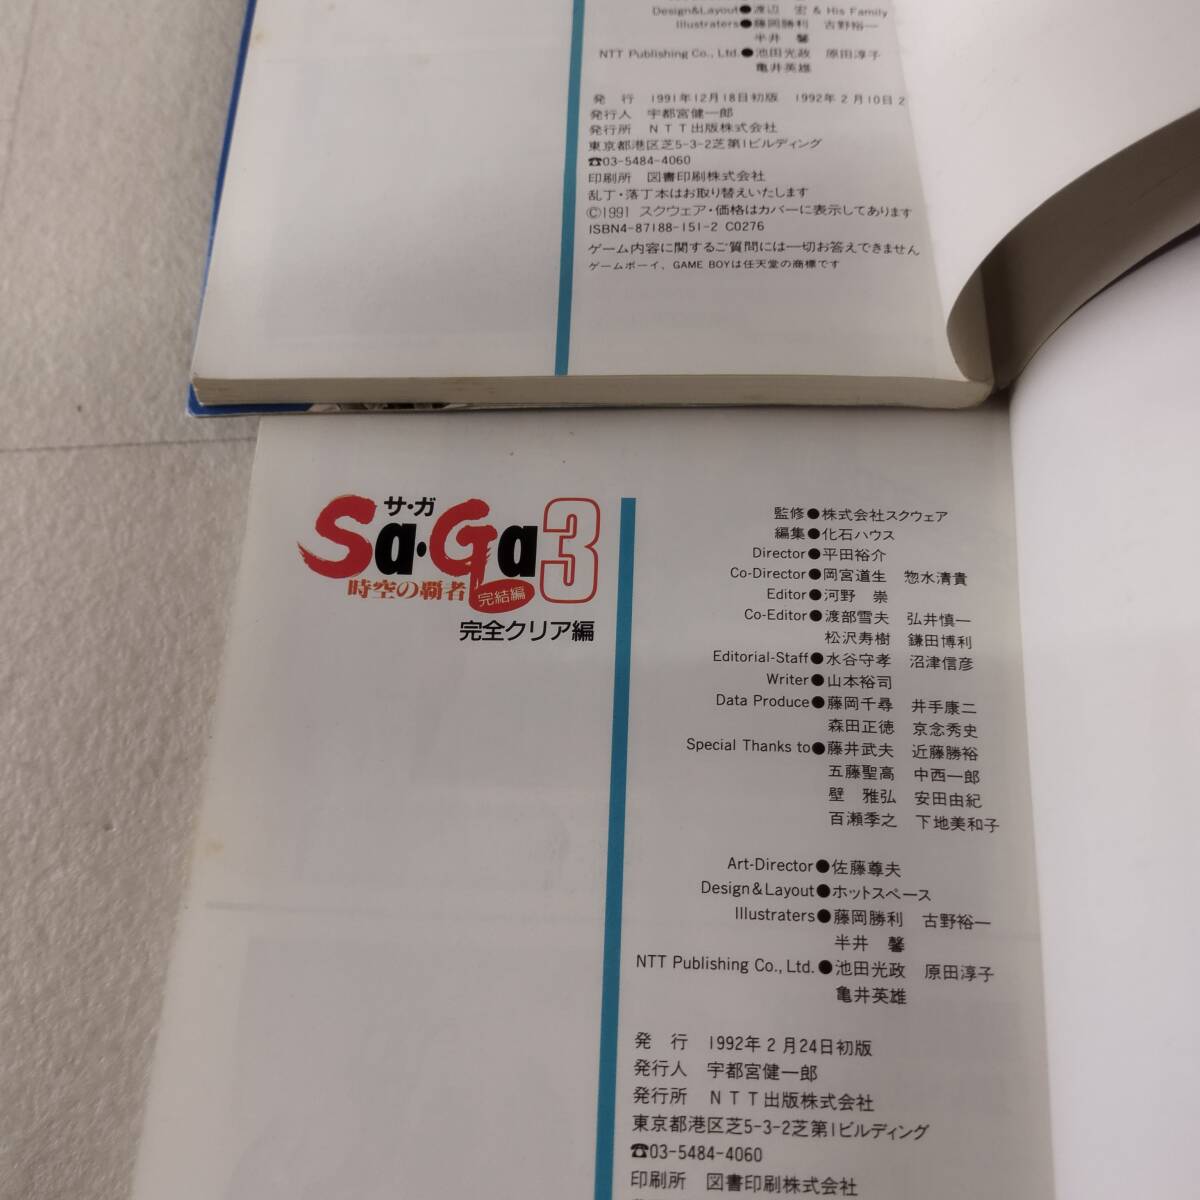 Design&Layout●渡辺　宏 & His Family
Illustraters●藤岡勝利　古野裕一
半井　馨
NTT Publishing Co., Ltd.●池田光政　原田淳子
亀井英雄
発　行　1991年12月18日初版　1992年2月10日2
発行人　宇都宮健一郎
発行所　NTT出版株式会社
東京都港区芝5-3-2芝第1ビルディング
☎03-5484-4060
印刷所　図書印刷株式会社
乱丁・落丁本はお取り替えいたします
©1991 スクウェア・価格はカバーに表示してあります
ISBN4-87188-151-2 C0276
ゲーム内容に関するご質問には一切お答えできません
ゲームボーイ、GAME BOYは任天堂の商標です
サ・ガ
Sa・Ga3
時空の覇者 完結編
完全クリア編
監修●株式会社スクウェア
編集●化石ハウス
Director●平田裕介
Co-Director●岡宮道生　惣水清貴
Editor●河野　崇
Co-Editor●渡部雪夫　弘井慎一
松沢寿樹　鎌田博利
Editorial-Staff●水谷守孝　沼津信彦
Writer●山本裕司
Data Produce●藤岡千尋　井手康二
森田正徳　京念秀史
Special Thanks to●藤井武夫　近藤勝裕
五藤聖高　中西一郎
壁　雅弘　安田由紀
百瀬季之　下地美和子
Art-Director●佐藤尊夫
Design&Layout●ホットスペース
Illustraters●藤岡勝利　古野裕一
半井　馨
NTT Publishing Co., Ltd.●池田光政　原田淳子
亀井英雄
発　行　1992年2月24日初版
発行人　宇都宮健一郎
発行所　NTT出版株式会社
東京都港区芝5-3-2芝第1ビルディング
☎03-5484-4060
印刷所　図書印刷株式会社